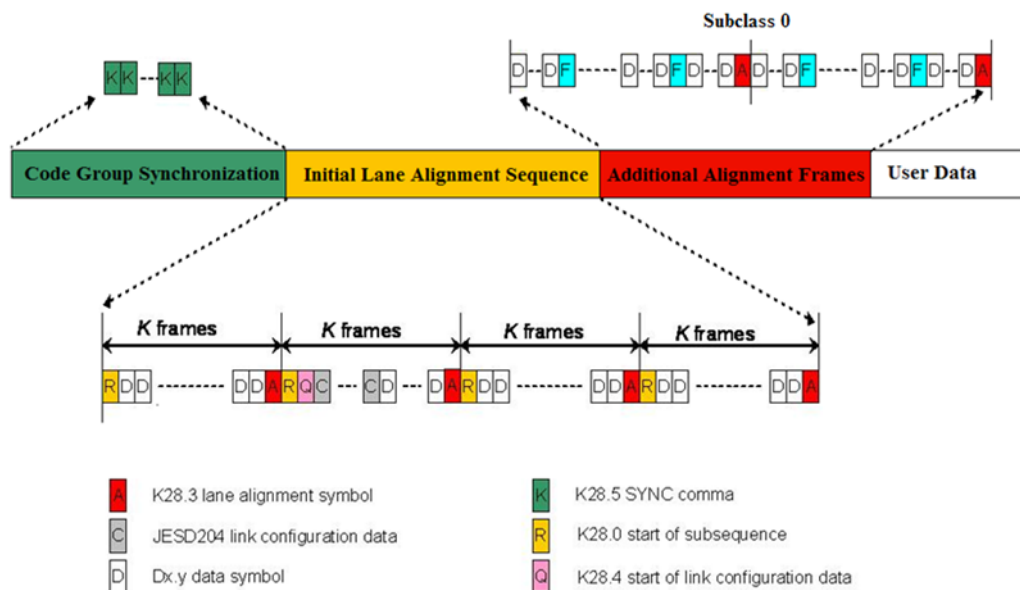 Subclass 0
D D F D D F D D A D D F D D F D D A
K K K K
Code Group Synchronization Initial Lane Alignment Sequence Additional Alignment Frames User Data
K frames K frames K frames K frames
R D D D D A R Q C C D D A R D D D D A R D D D D A
A K28.3 lane alignment symbol
C JESD204 link configuration data
D Dx.y data symbol
K K28.5 SYNC comma
R K28.0 start of subsequence
Q K28.4 start of link configuration data